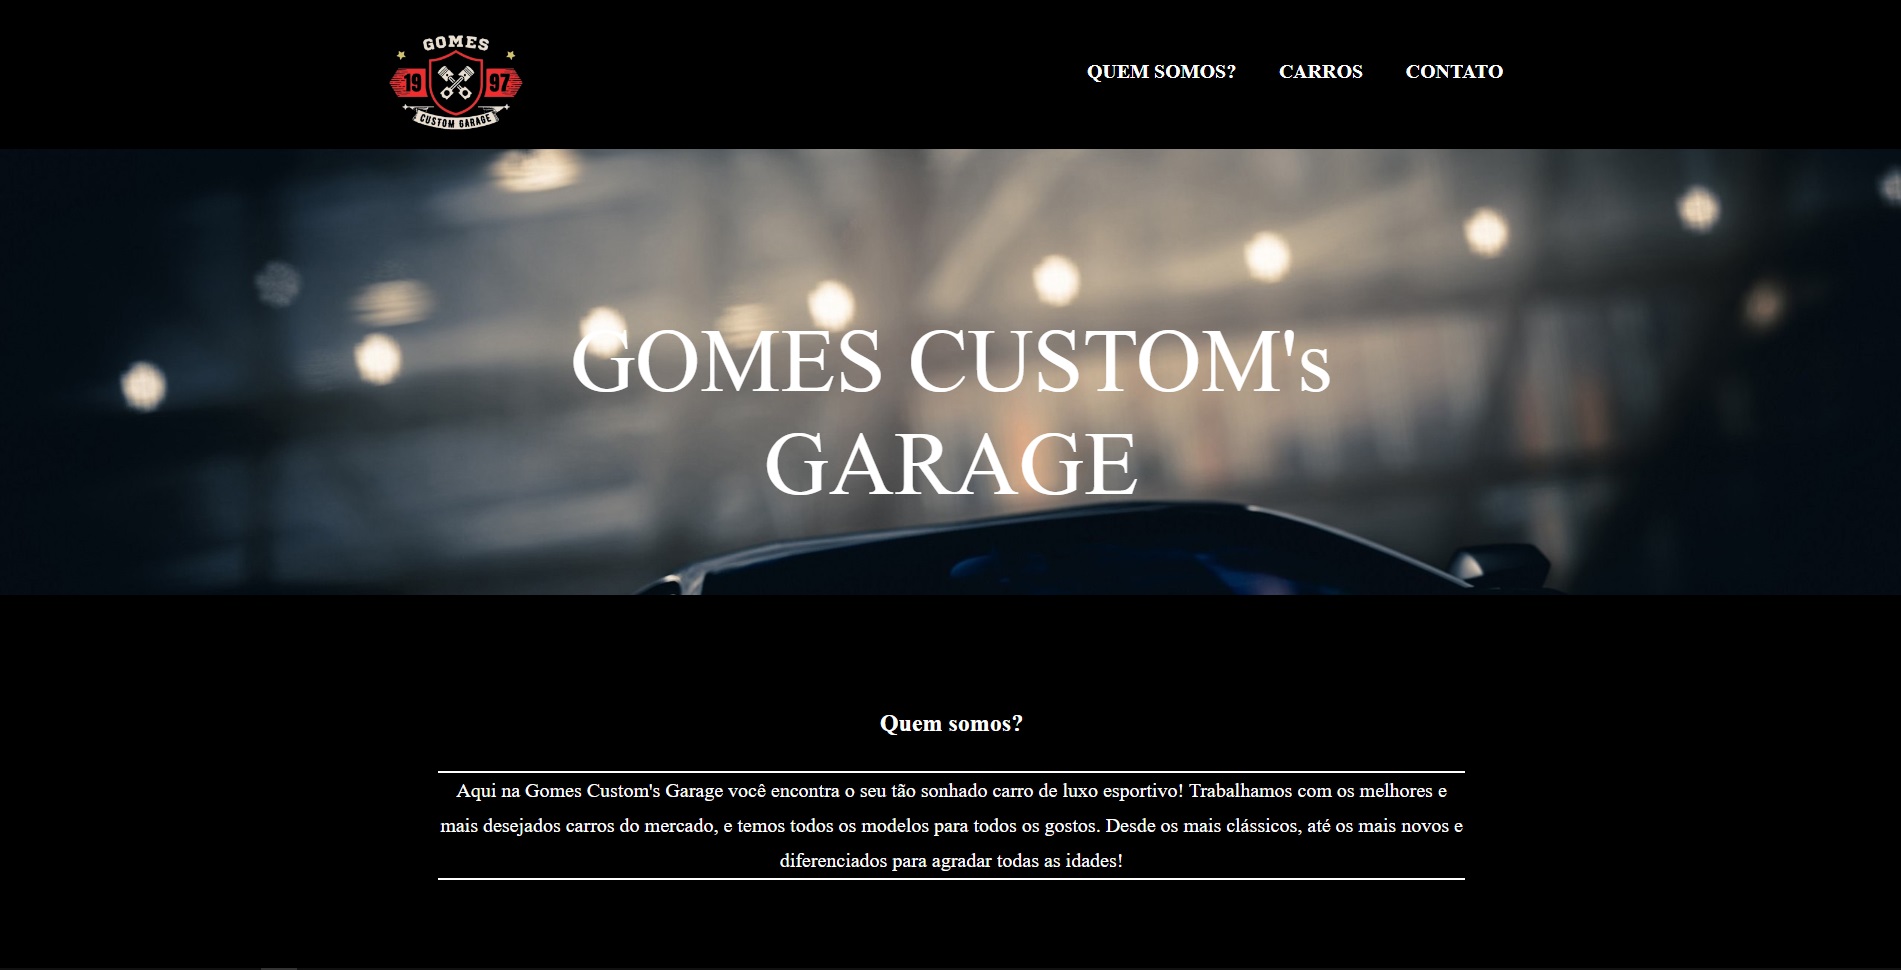 GOMES
19 97
CUSTOM GARAGE
QUEM SOMOS? CARROS CONTATO
GOMES CUSTOM's
GARAGE
Quem somos?
Aqui na Gomes Custom's Garage você encontra o seu tão sonhado carro de luxo esportivo! Trabalhamos com os melhores e
mais desejados carros do mercado, e temos todos os modelos para todos os gostos. Desde os mais clássicos, até os mais novos e
diferenciados para agradar todas as idades!